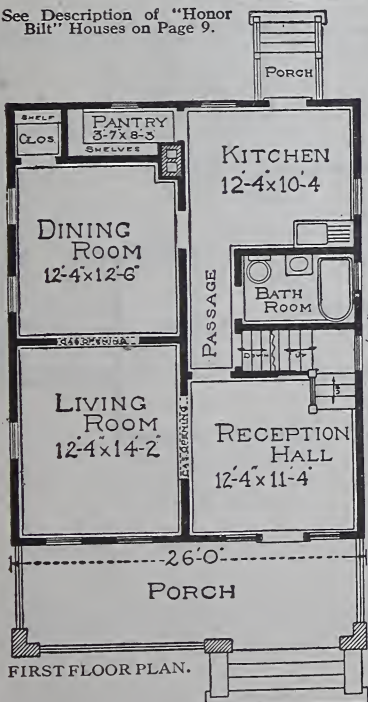 See Description of "Honor
Bilt" Houses on Page 9.
PORCH
SHELF
CLOS.
PANTRY
3'-7"x8'-3
SHELVES
KITCHEN
12'-4"x10'-4
DINING
ROOM
12'-4"x12'-6"
PASSAGE
BATH
ROOM
LIVING
ROOM
12'-4"x14'-2"
RECEPTION
HALL
12'-4"x11'-4"
26'-0"
PORCH
FIRST FLOOR PLAN.